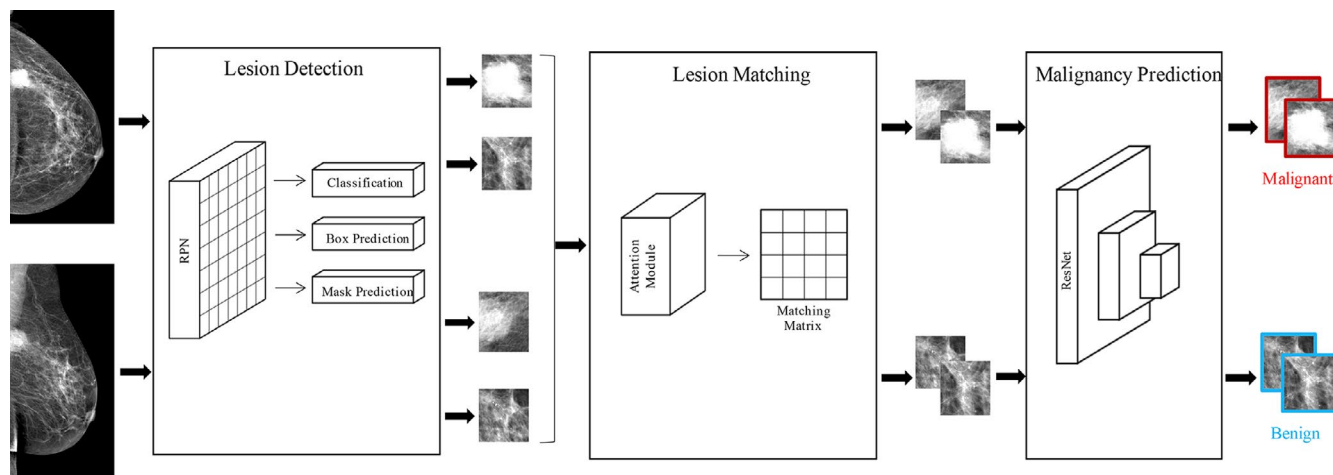 Lesion Detection
RPN
Classification
Box Prediction
Mask Prediction
Lesion Matching
Attention
Module
Matching
Matrix
Malignancy Prediction
ResNet
Malignant
Benign